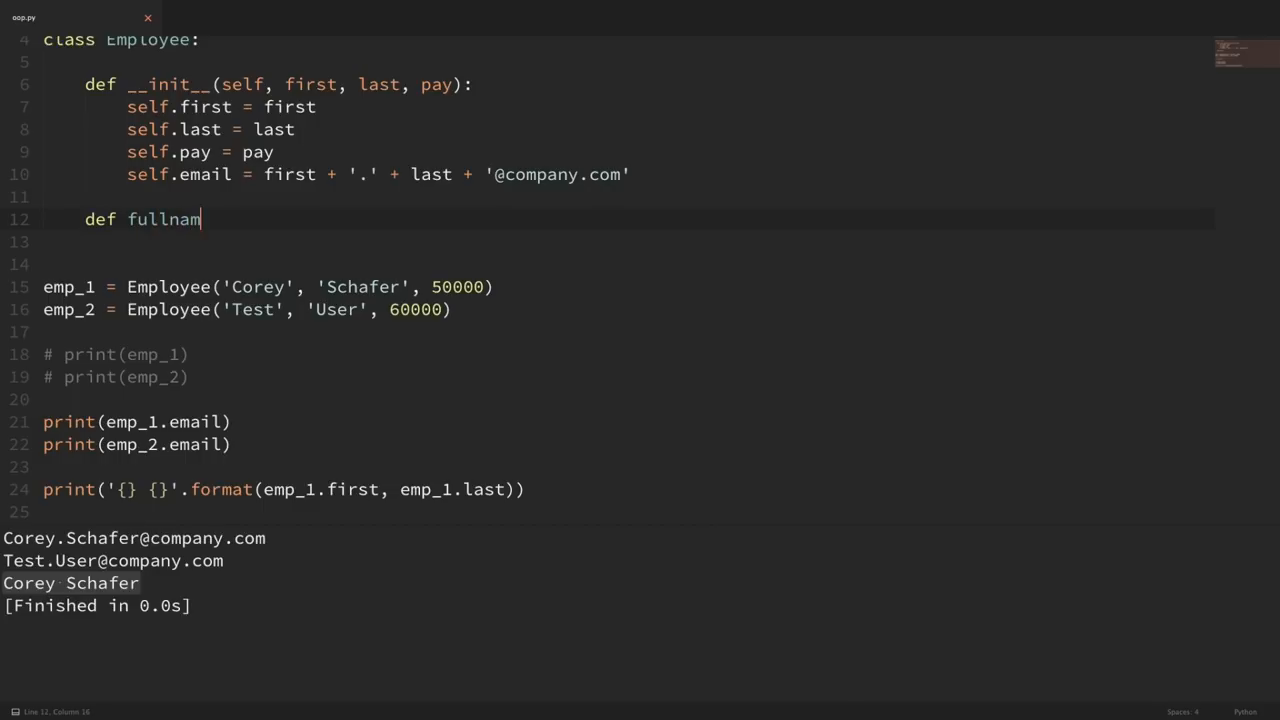 oop.py
4 class Employee:
5
6     def __init__(self, first, last, pay):
7         self.first = first
8         self.last = last
9         self.pay = pay
10         self.email = first + '.' + last + '@company.com'
11
12     def fullnam
13
14
15 emp_1 = Employee('Corey', 'Schafer', 50000)
16 emp_2 = Employee('Test', 'User', 60000)
17
18 # print(emp_1)
19 # print(emp_2)
20
21 print(emp_1.email)
22 print(emp_2.email)
23
24 print('{} {}'.format(emp_1.first, emp_1.last))
25
Corey.Schafer@company.com
Test.User@company.com
Corey Schafer
[Finished in 0.0s]
Line 12, Column 16 Spaces: 4 Python